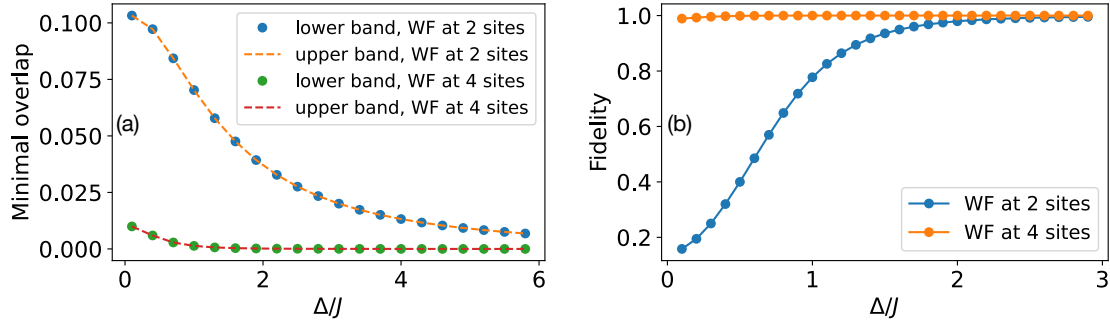 Minimal overlap
0.100
0.075
0.050
0.025
0.000
(a)
lower band, WF at 2 sites
upper band, WF at 2 sites
lower band, WF at 4 sites
upper band, WF at 4 sites
0 2 4 6
Δ/J
Fidelity
1.0
0.8
0.6
0.4
0.2
(b)
WF at 2 sites
WF at 4 sites
0 1 2 3
Δ/J